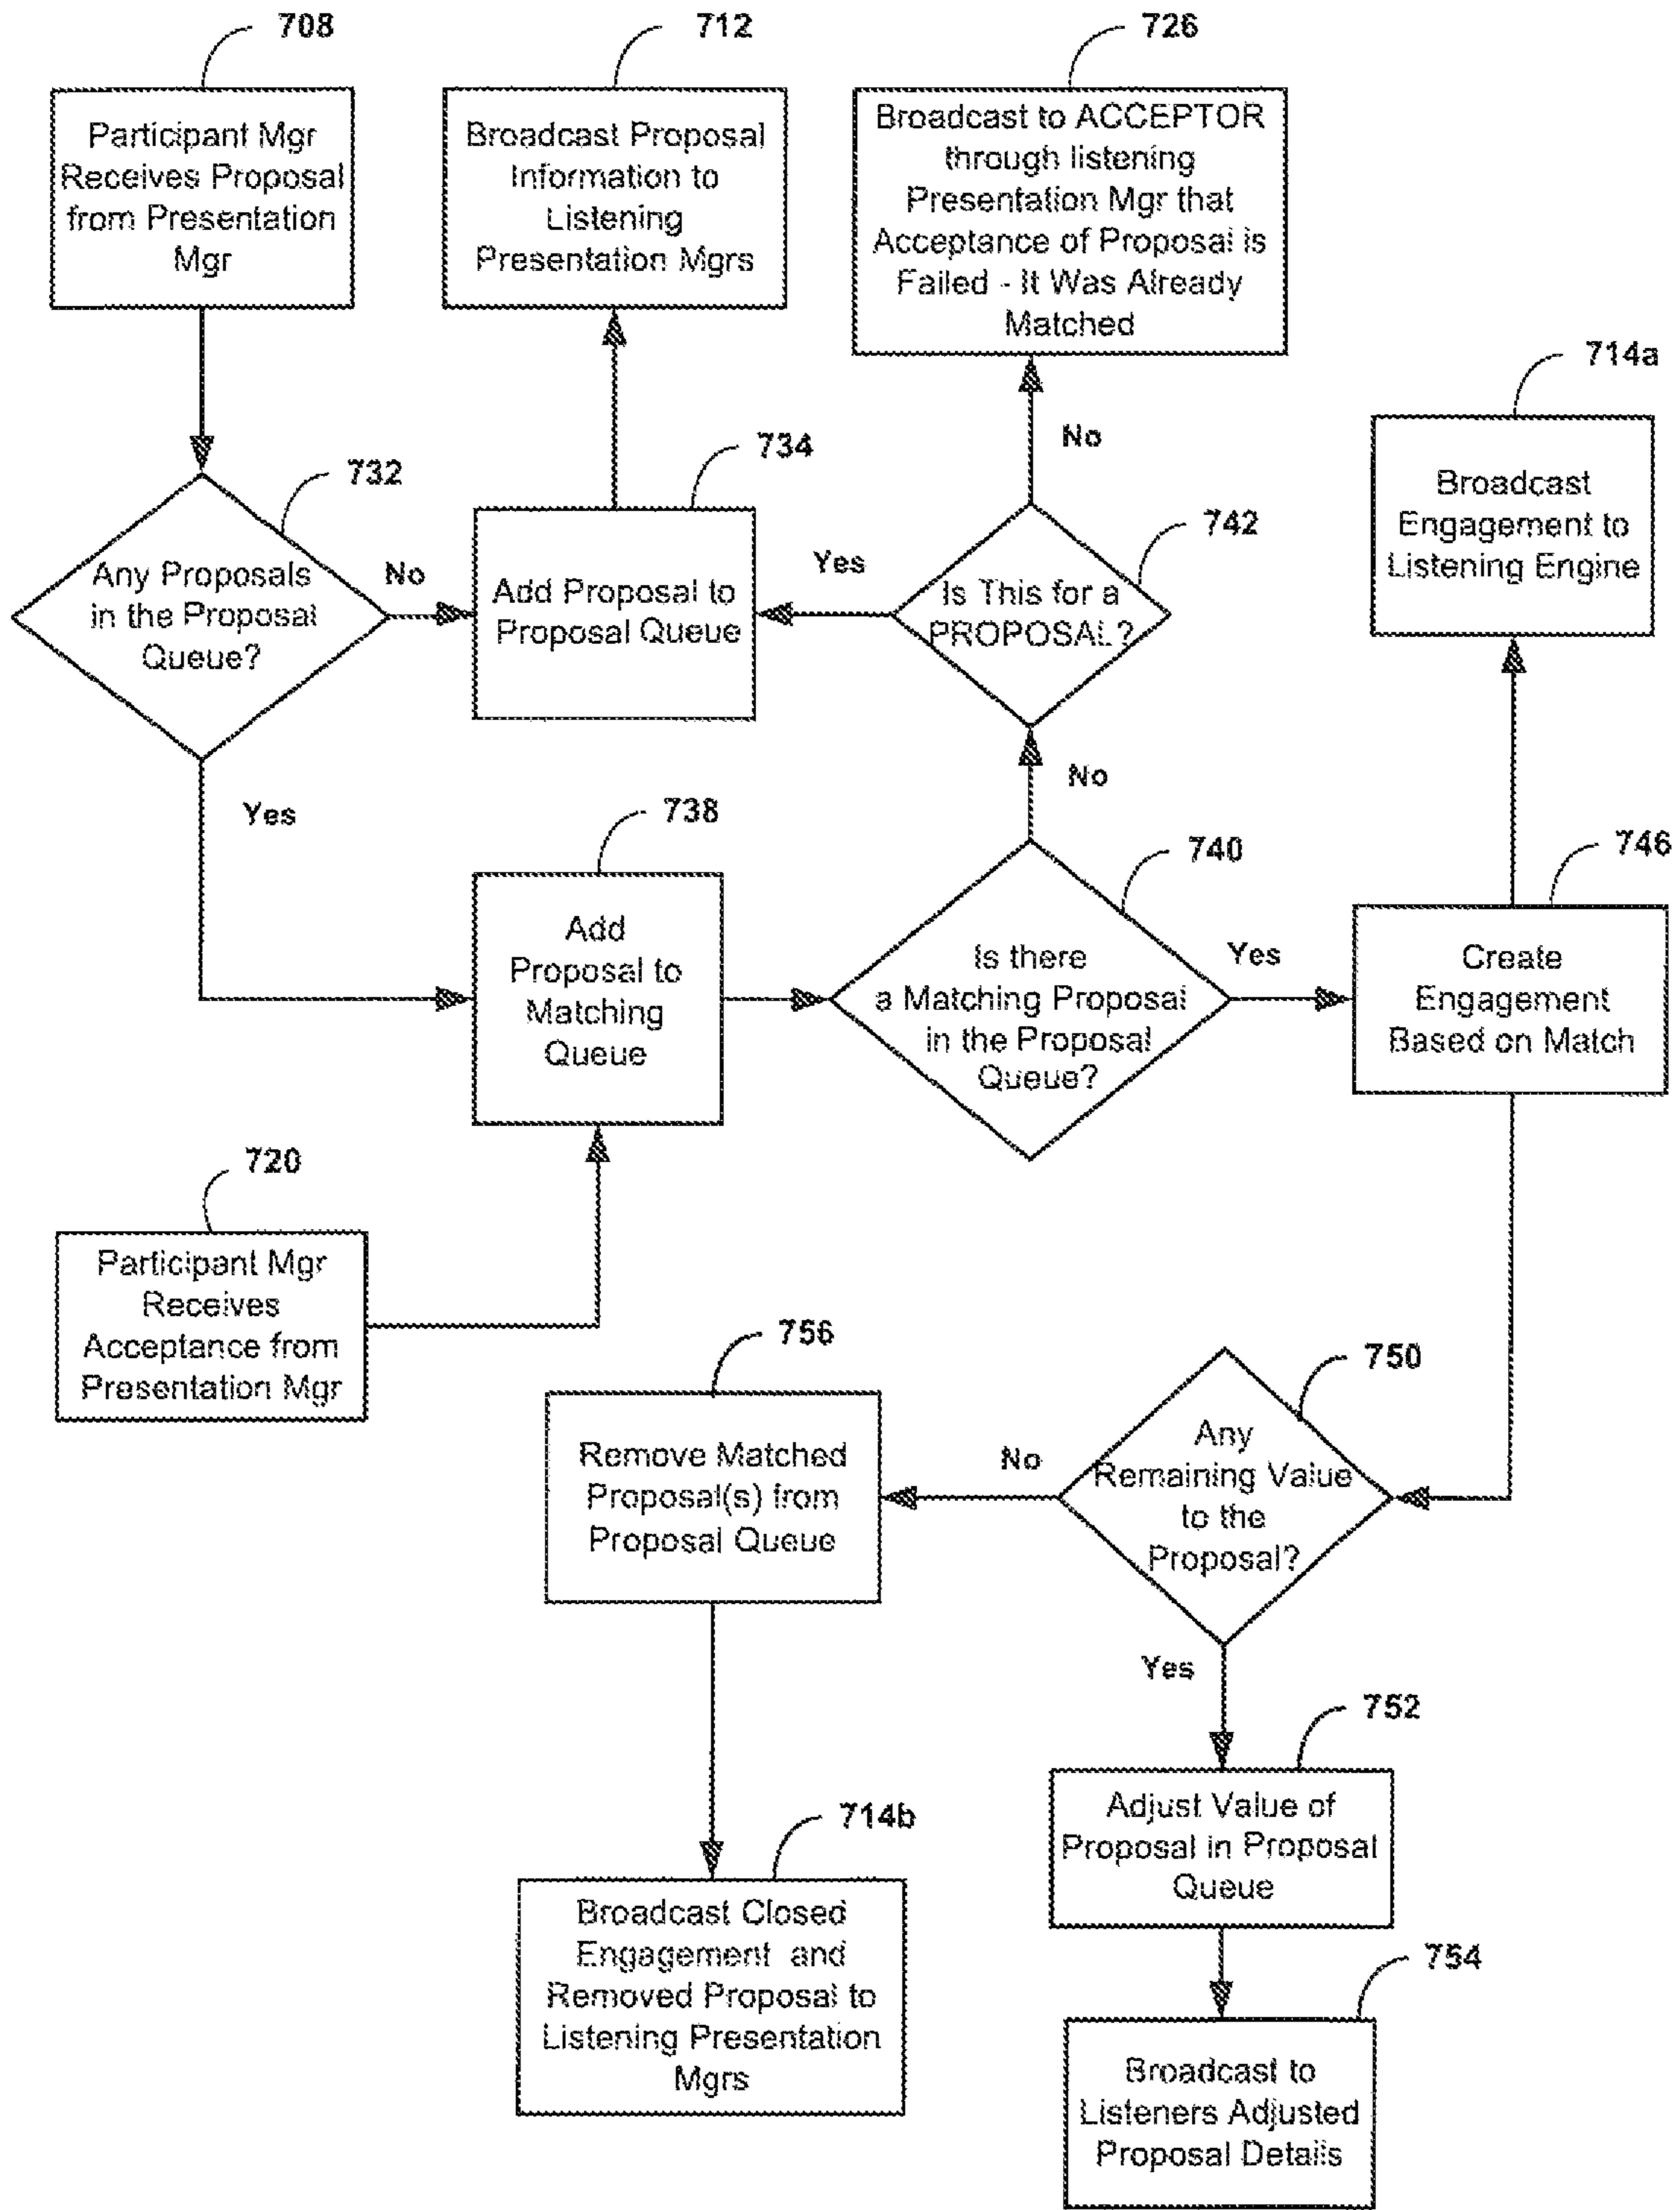 708
Participant Mgr
Receives Proposal
from Presentation
Mgr
712
Broadcast Proposal
Information to
Listening
Presentation Mgrs
726
Broadcast to ACCEPTOR
through listening
Presentation Mgr that
Acceptance of Proposal is
Failed - It Was Already
Matched
714a
Broadcast
Engagement to
Listening Engine
732
Any Proposals
in the Proposal
Queue?
No
Yes
734
Add Proposal to
Proposal Queue
Yes
742
Is This for a
PROPOSAL?
No
No
738
Add
Proposal to
Matching
Queue
740
Is there
a Matching Proposal
in the Proposal
Queue?
Yes
746
Create
Engagement
Based on Match
720
Participant Mgr
Receives
Acceptance from
Presentation Mgr
756
Remove Matched
Proposal(s) from
Proposal Queue
No
750
Any
Remaining Value
to the
Proposal?
Yes
752
Adjust Value of
Proposal in Proposal
Queue
714b
Broadcast Closed
Engagement and
Removed Proposal to
Listening Presentation
Mgrs
754
Broadcast to
Listeners Adjusted
Proposal Details